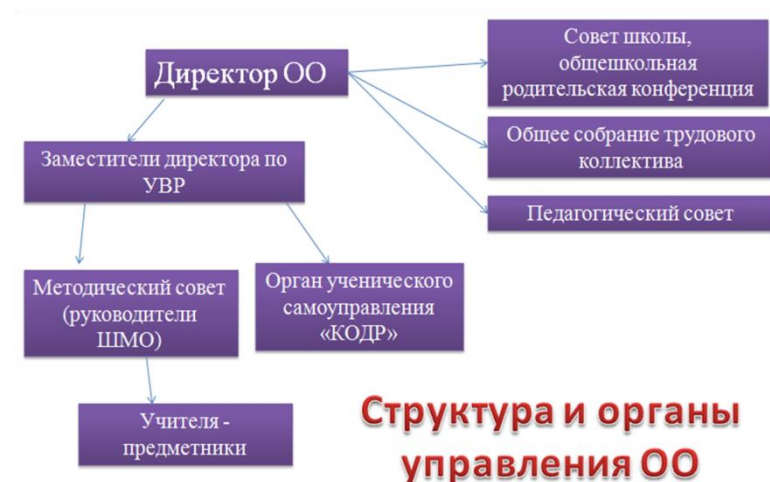 Директор ОО
Совет школы,
общешкольная
родительская конференция
Общее собрание трудового
коллектива
Педагогический совет
Заместители директора по
УВР
Методический совет
(руководители
ШМО)
Орган ученического
самоуправления
«КОДР»
Учителя -
предметники
Структура и органы
управления ОО